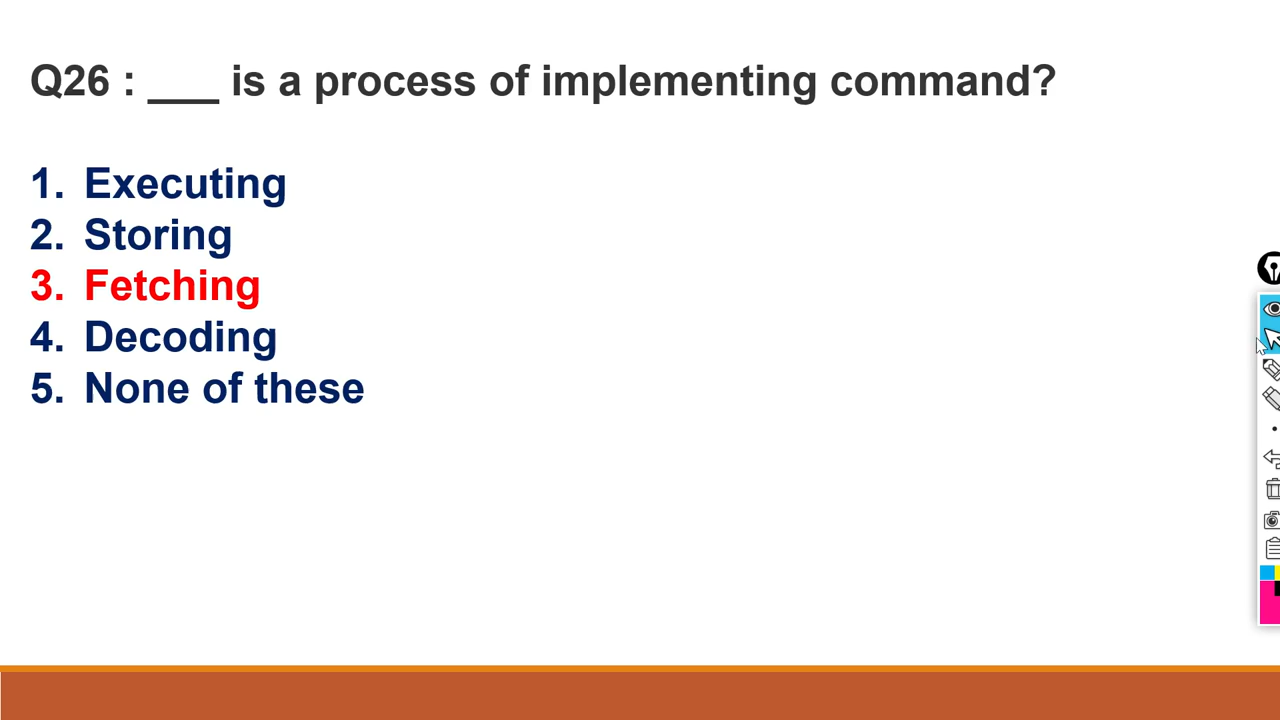 Q26 : ___ is a process of implementing command?
1. Executing
2. Storing
3. Fetching
4. Decoding
5. None of these